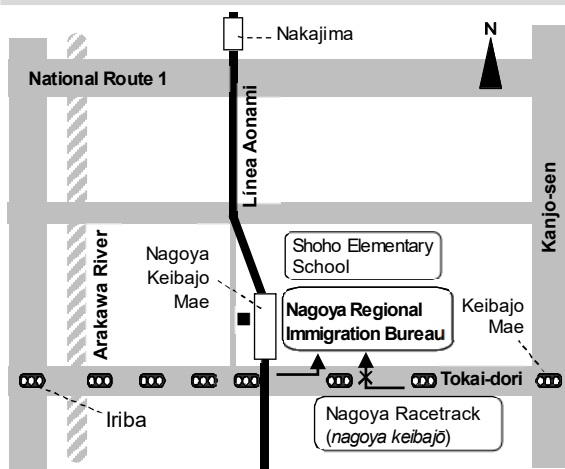 Nakajima
N
National Route 1
Línea Aonami
Kanjo-sen
Arakawa River
Nagoya
Keibajo
Mae
Shoho Elementary
School
Nagoya Regional
Immigration Bureau
Keibajo
Mae
Tokai-dori
Iriba
Nagoya Racetrack
(nagoya keibajō)